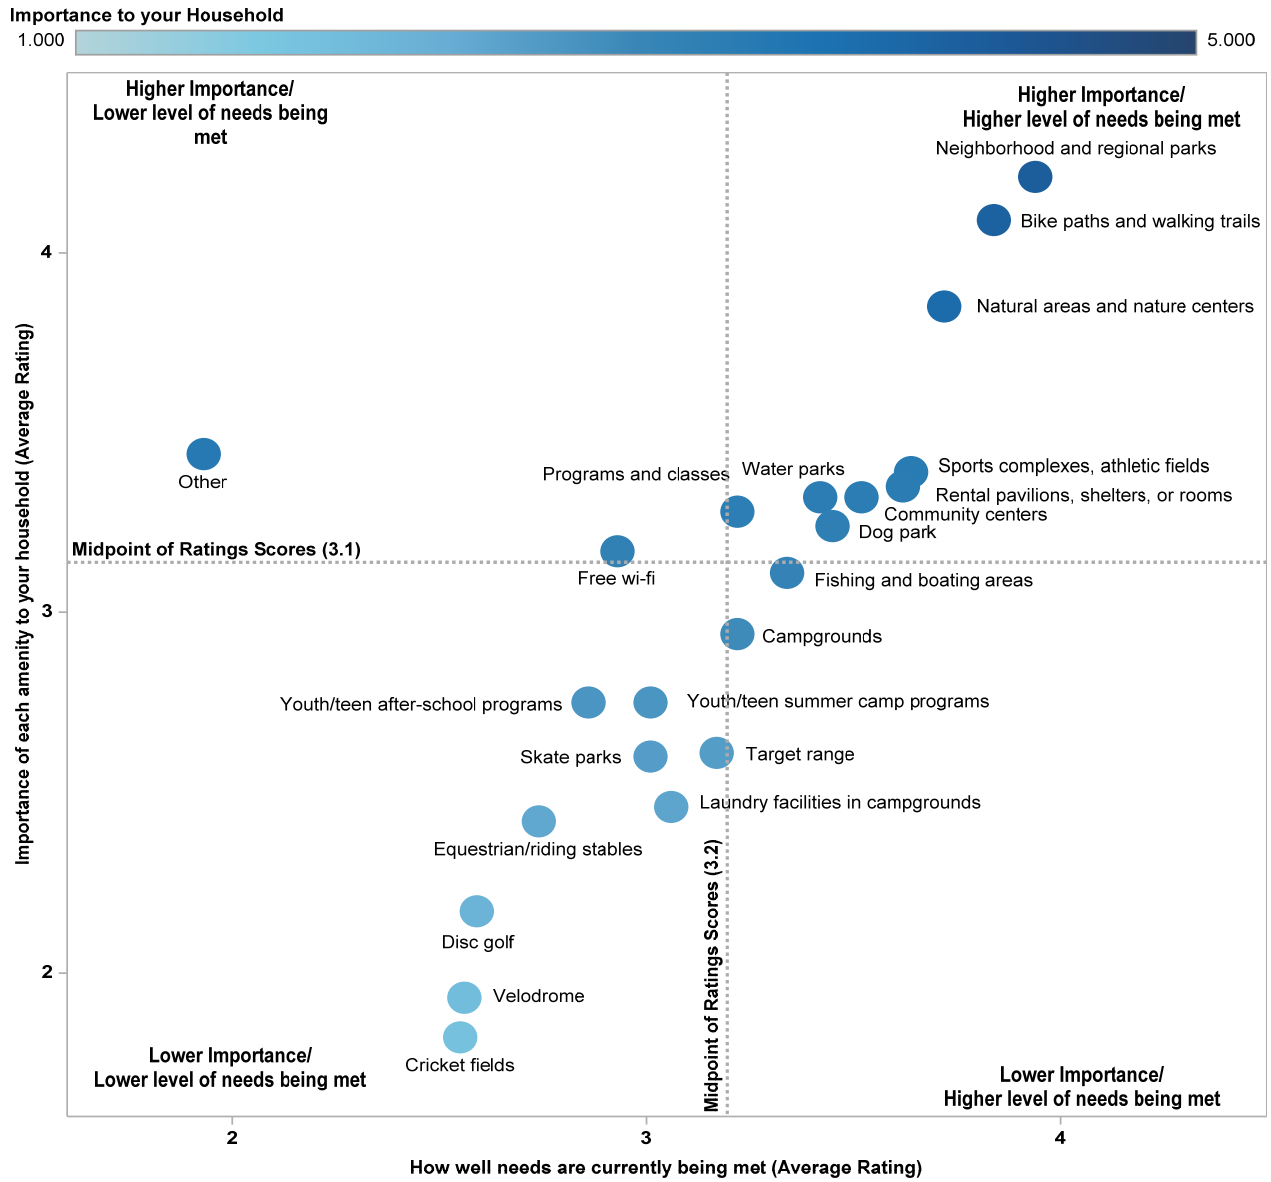 Importance to your Household
1.000
5.000
Higher Importance/
Lower level of needs being
met
Higher Importance/
Higher level of needs being met
Neighborhood and regional parks
Bike paths and walking trails
4
Natural areas and nature centers
Other
Programs and classes
Water parks
Sports complexes, athletic fields
Rental pavilions, shelters, or rooms
Community centers
Dog park
Midpoint of Ratings Scores (3.1)
Free wi-fi
Fishing and boating areas
3
Campgrounds
Youth/teen after-school programs
Youth/teen summer camp programs
Skate parks
Target range
Laundry facilities in campgrounds
Equestrian/riding stables
Disc golf
2
Velodrome
Cricket fields
Midpoint of Ratings Scores (3.2)
Importance of each amenity to your household (Average Rating)
Lower Importance/
Lower level of needs being met
Lower Importance/
Higher level of needs being met
2
3
4
How well needs are currently being met (Average Rating)